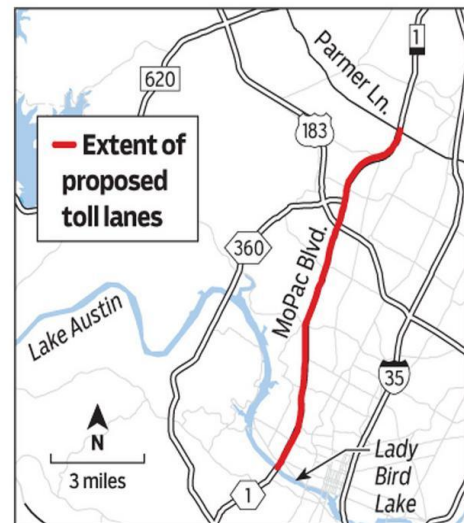 1
Parmer Ln.
620
183
Extent of
proposed
toll lanes
360
MoPac Blvd.
Lake Austin
35
N
3 miles
1
Lady
Bird
Lake